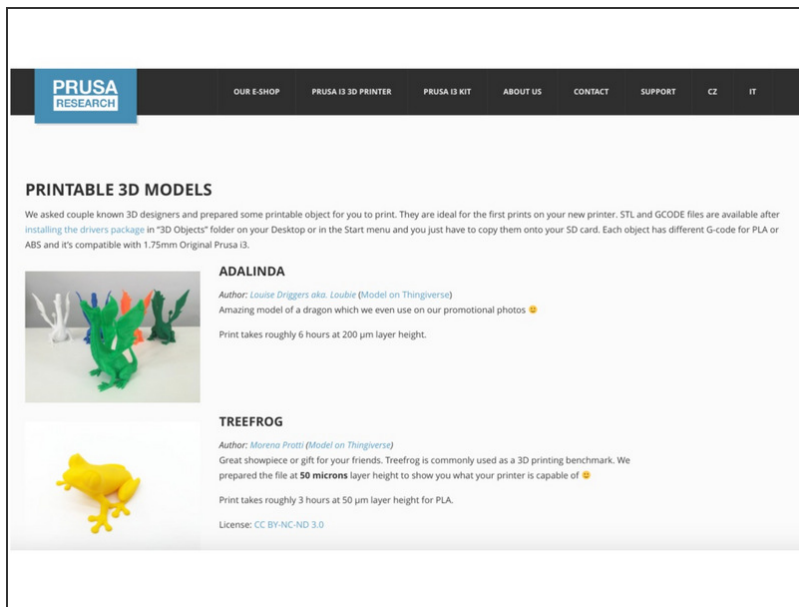 PRUSA
RESEARCH
OUR E-SHOP PRUSA I3 3D PRINTER PRUSA I3 KIT ABOUT US CONTACT SUPPORT CZ IT
PRINTABLE 3D MODELS
We asked couple known 3D designers and prepared some printable object for you to print. They are ideal for the first prints on your new printer. STL and GCODE files are available after
installing the drivers package in "3D Objects" folder on your Desktop or in the Start menu and you just have to copy them onto your SD card. Each object has different G-code for PLA or
ABS and it's compatible with 1.75mm Original Prusa i3.
ADALINDA
Author: Louise Driggers aka. Loubie (Model on Thingiverse)
Amazing model of a dragon which we even use on our promotional photos 🙂
Print takes roughly 6 hours at 200 µm layer height.
TREEFROG
Author: Morena Protti (Model on Thingiverse)
Great showpiece or gift for your friends. Treefrog is commonly used as a 3D printing benchmark. We
prepared the file at 50 microns layer height to show you what your printer is capable of 🙂
Print takes roughly 3 hours at 50 µm layer height for PLA.
License: CC BY-NC-ND 3.0